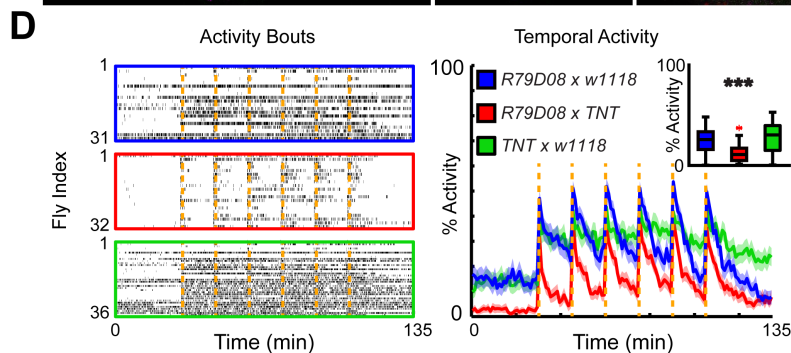 D
Activity Bouts
Temporal Activity
Fly Index
1
31
1
32
1
36
0
135
Time (min)
% Activity
100
0
R79D08 x w1118
R79D08 x TNT
TNT x w1118
0
135
Time (min)
% Activity
100
0
***
*